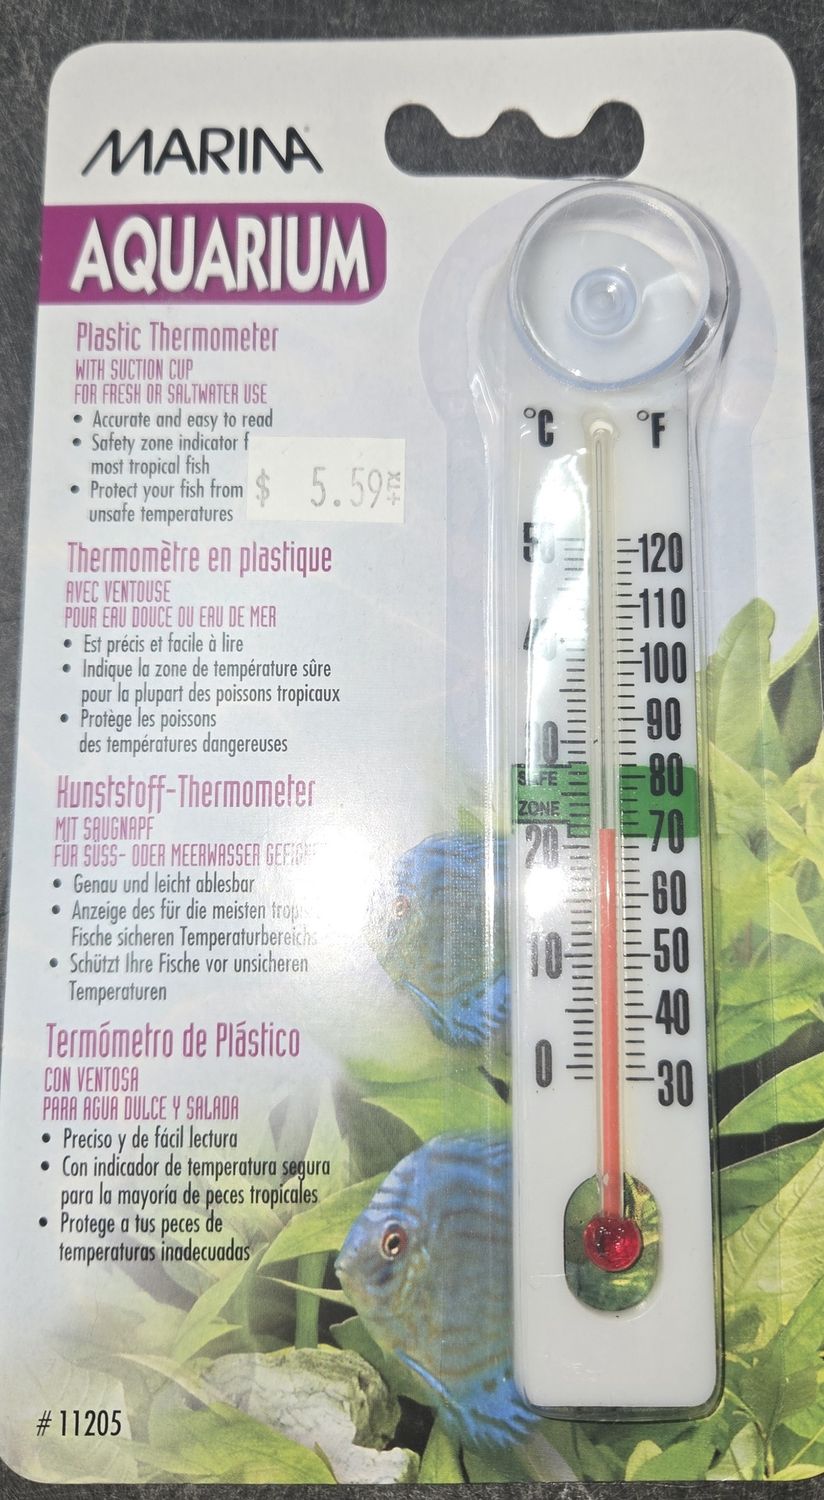 MARINA
AQUARIUM
Plastic Thermometer
WITH SUCTION CUP
FOR FRESH OR SALTWATER USE
• Accurate and easy to read
• Safety zone indicator f
most tropical fish
• Protect your fish from
unsafe temperatures
$ 5.59 +TX
Thermomètre en plastique
AVEC VENTOUSE
POUR EAU DOUCE OU EAU DE MER
• Est précis et facile à lire
• Indique la zone de température sûre
pour la plupart des poissons tropicaux
• Protège les poissons
des températures dangereuses
Kunststoff-Thermometer
MIT SAUGNAPF
FÜR SÜSS- ODER MEERWASSER
• Genau und leicht ablesbar
• Anzeige des für die meisten
Fische sicheren Temperaturbereichs
• Schützt Ihre Fische vor unsicheren
Temperaturen
Termómetro de Plástico
CON VENTOSA
PARA AGUA DULCE Y SALADA
• Preciso y de fácil lectura
• Con indicador de temperatura segura
para la mayoría de peces tropicales
• Protege a tus peces de
temperaturas inadecuadas
# 11205
°C °F
50 120
110
40 100
90
30 80
SAFE
ZONE
20 70
60
10 50
40
0 30